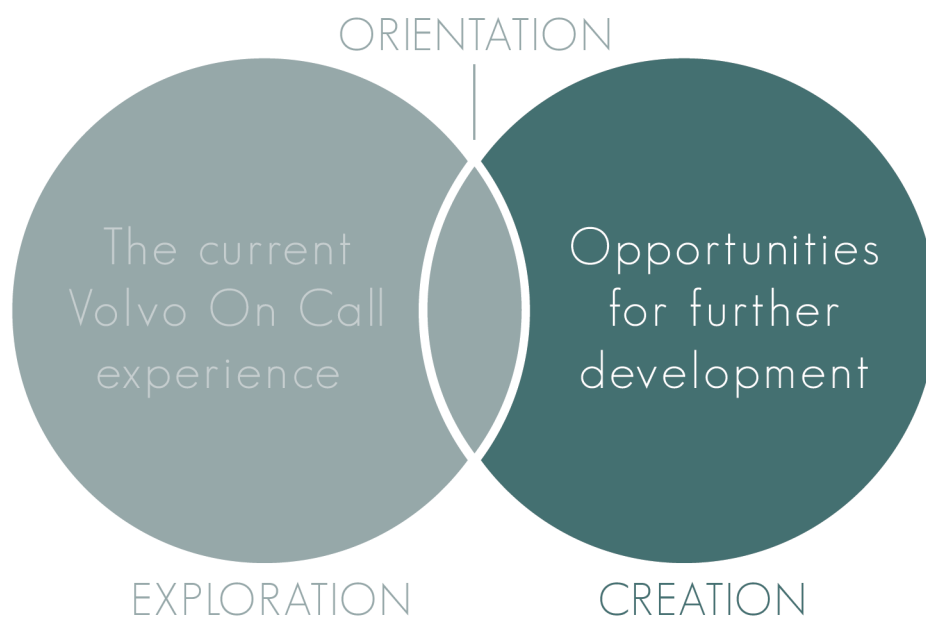 ORIENTATION
The current
Volvo On Call
experience
Opportunities
for further
development
EXPLORATION
CREATION